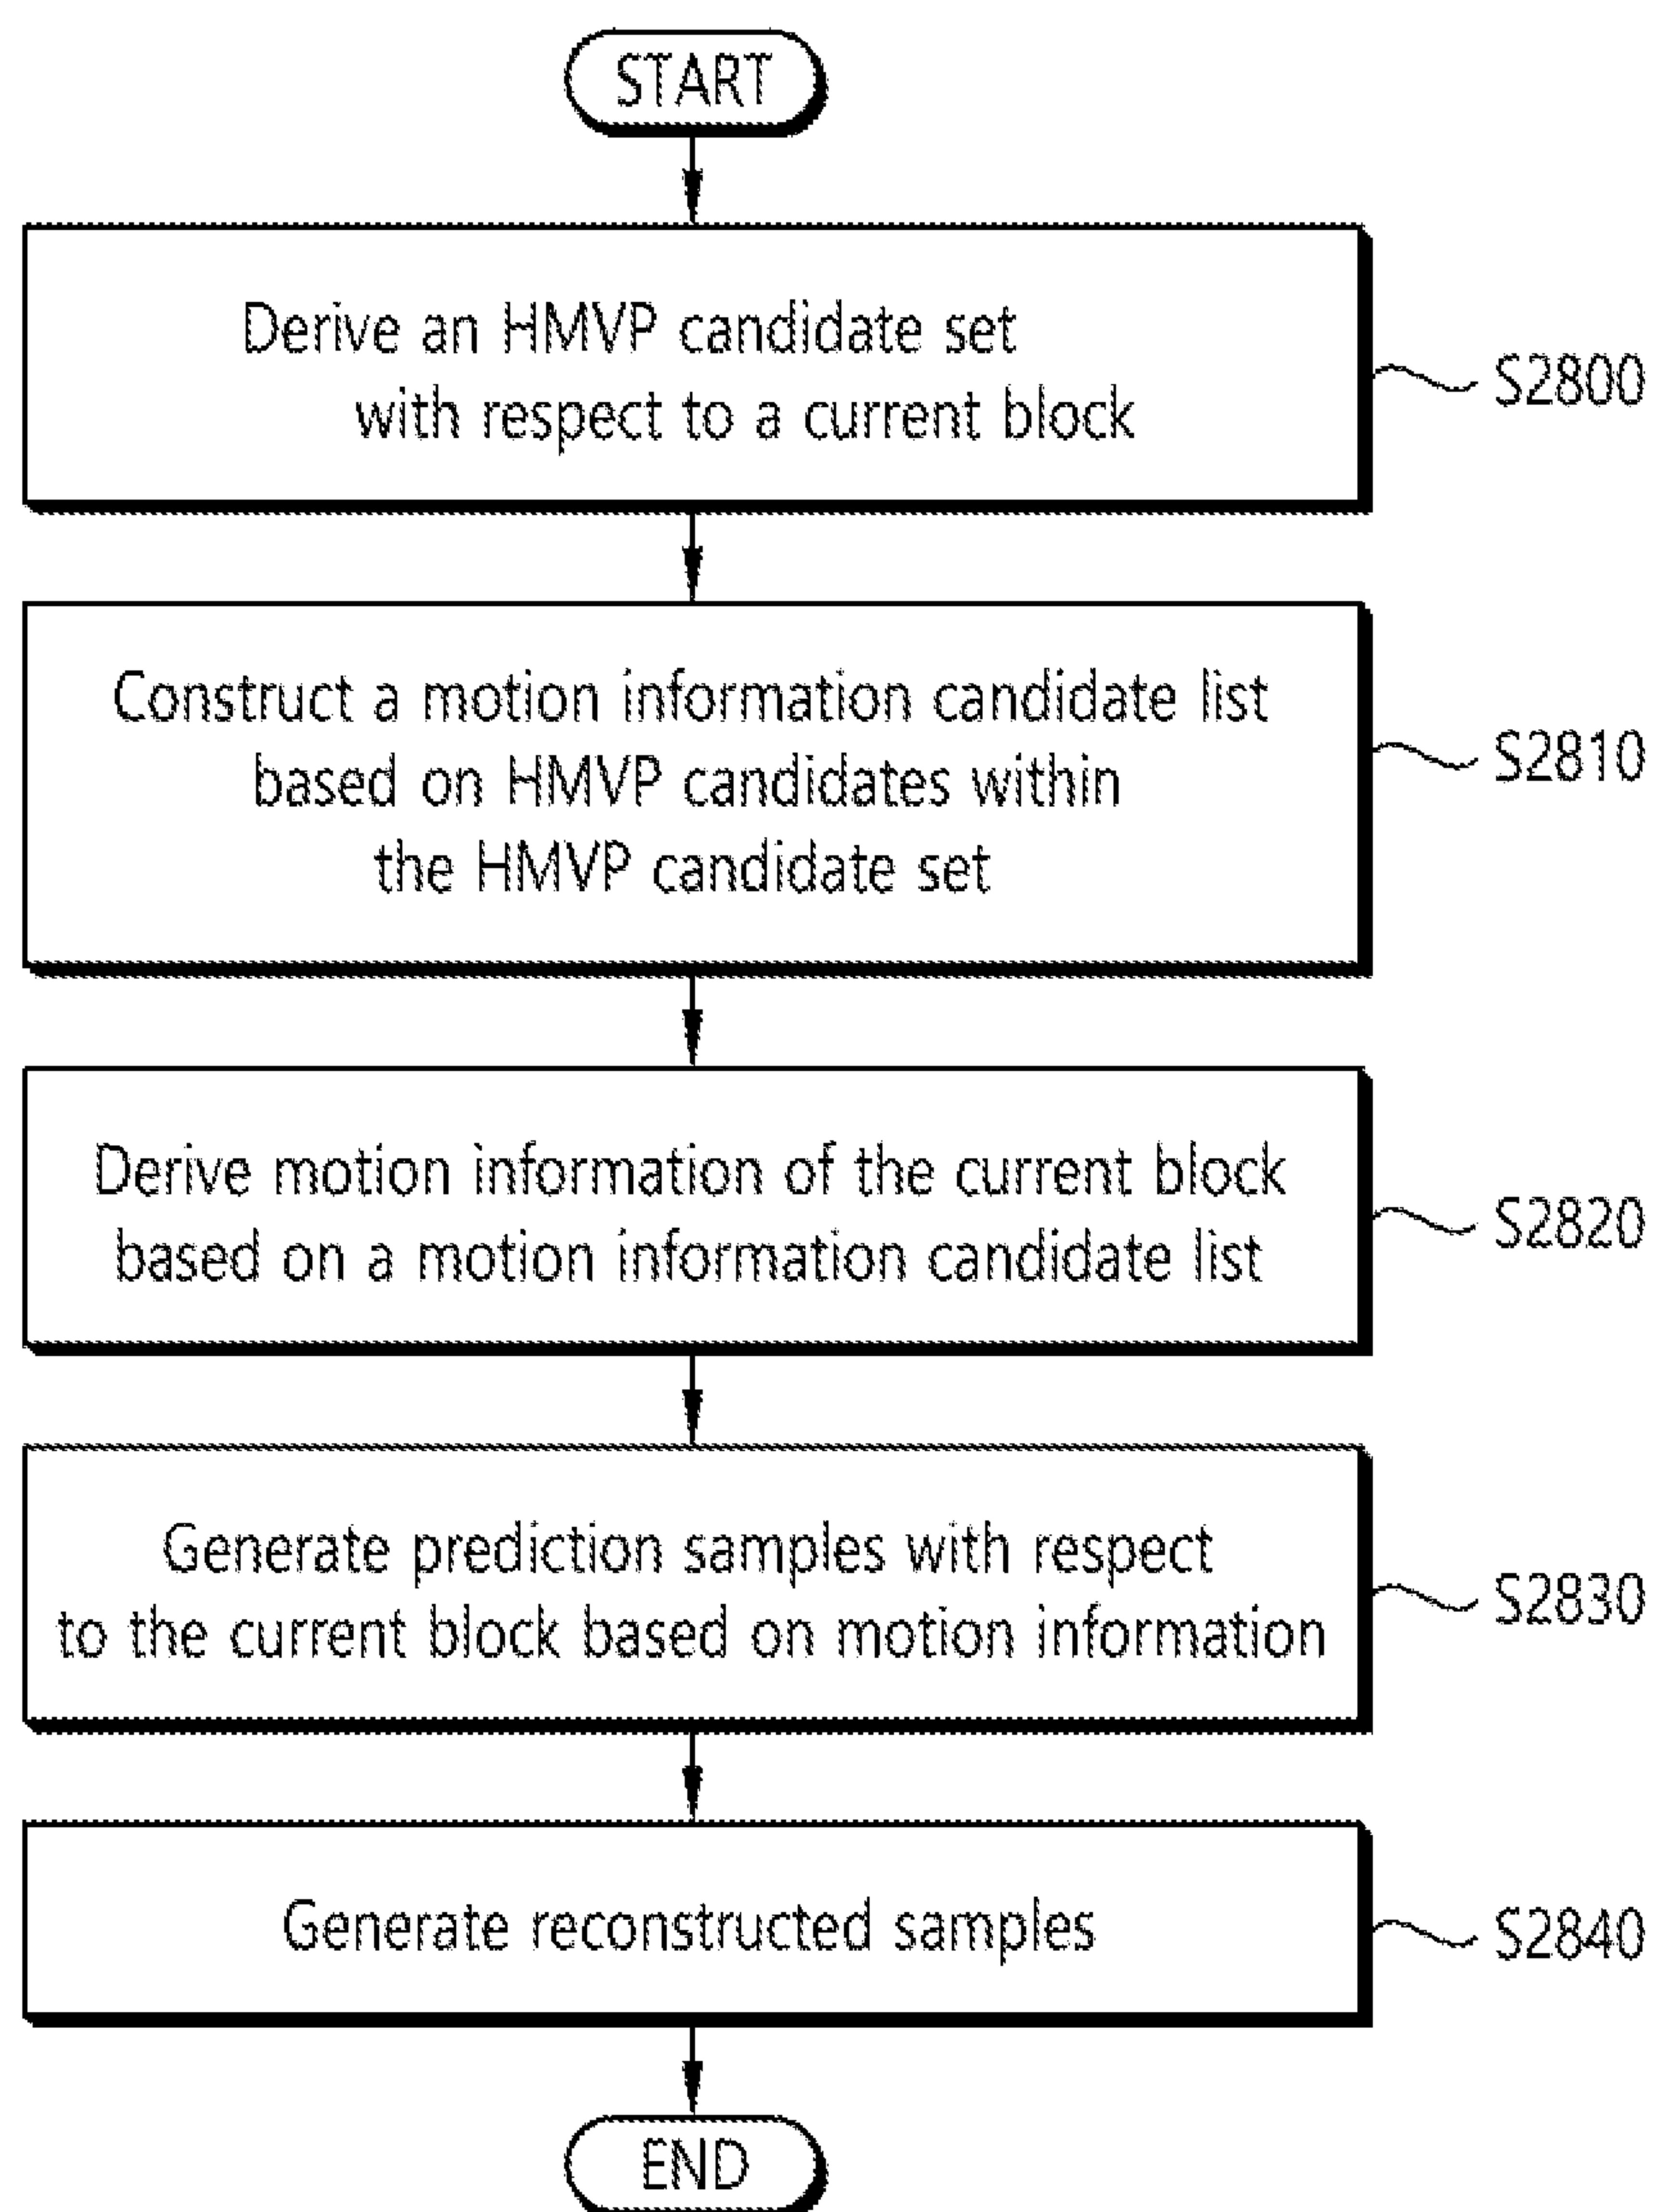 START
Derive an HMVP candidate set
with respect to a current block
S2800
Construct a motion information candidate list
based on HMVP candidates within
the HMVP candidate set
S2810
Derive motion information of the current block
based on a motion information candidate list
S2820
Generate prediction samples with respect
to the current block based on motion information
S2830
Generate reconstructed samples
S2840
END